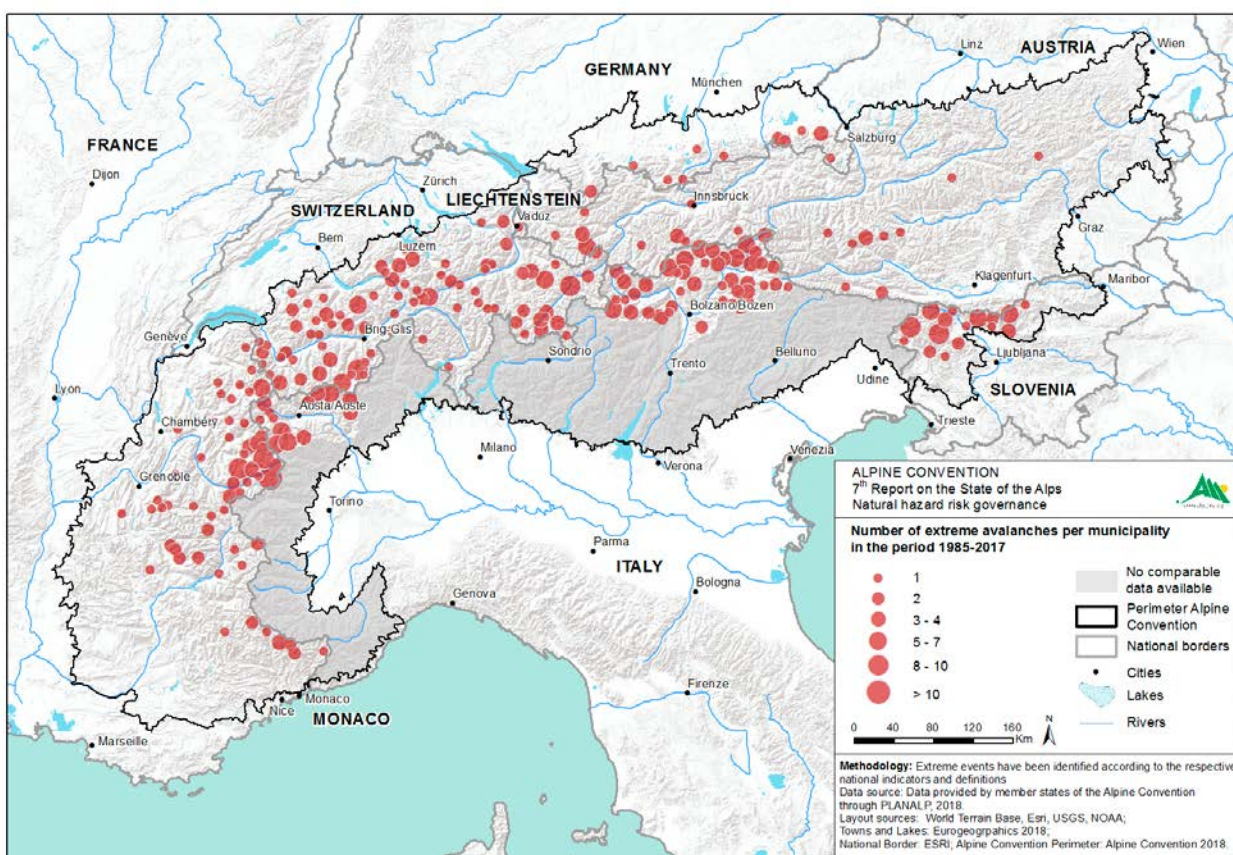 Linz
AUSTRIA
Wien
GERMANY
München
FRANCE
Salzburg
Dijon
Zürich
LIECHTENSTEIN
Innsbruck
SWITZERLAND
Vaduz
Bern
Luzern
Graz
Klagenfurt
Maribor
Bolzano/Bozen
Genève
Brig-Glis
Sondrio
Ljubljana
Trento
Belluno
Lyon
Udine
SLOVENIA
Aosta/Aoste
Chambéry
Trieste
Milano
Venezia
Verona
Grenoble
Torino
Parma
ITALY
Bologna
Genova
Firenze
Monaco
Nice
MONACO
Marseille
ALPINE CONVENTION
7th Report on the State of the Alps
Natural hazard risk governance
Number of extreme avalanches per municipality
in the period 1985-2017
1
2
3 - 4
5 - 7
8 - 10
> 10
No comparable
data available
Perimeter Alpine
Convention
National borders
Cities
Lakes
Rivers
0 40 80 120 160
Km
N
Methodology: Extreme events have been identified according to the respective
national indicators and definitions
Data source: Data provided by member states of the Alpine Convention
through PLANALP, 2018.
Layout sources: World Terrain Base, Esri, USGS, NOAA;
Towns and Lakes: Eurogeogrpahics 2018;
National Border: ESRI; Alpine Convention Perimeter: Alpine Convention 2018.